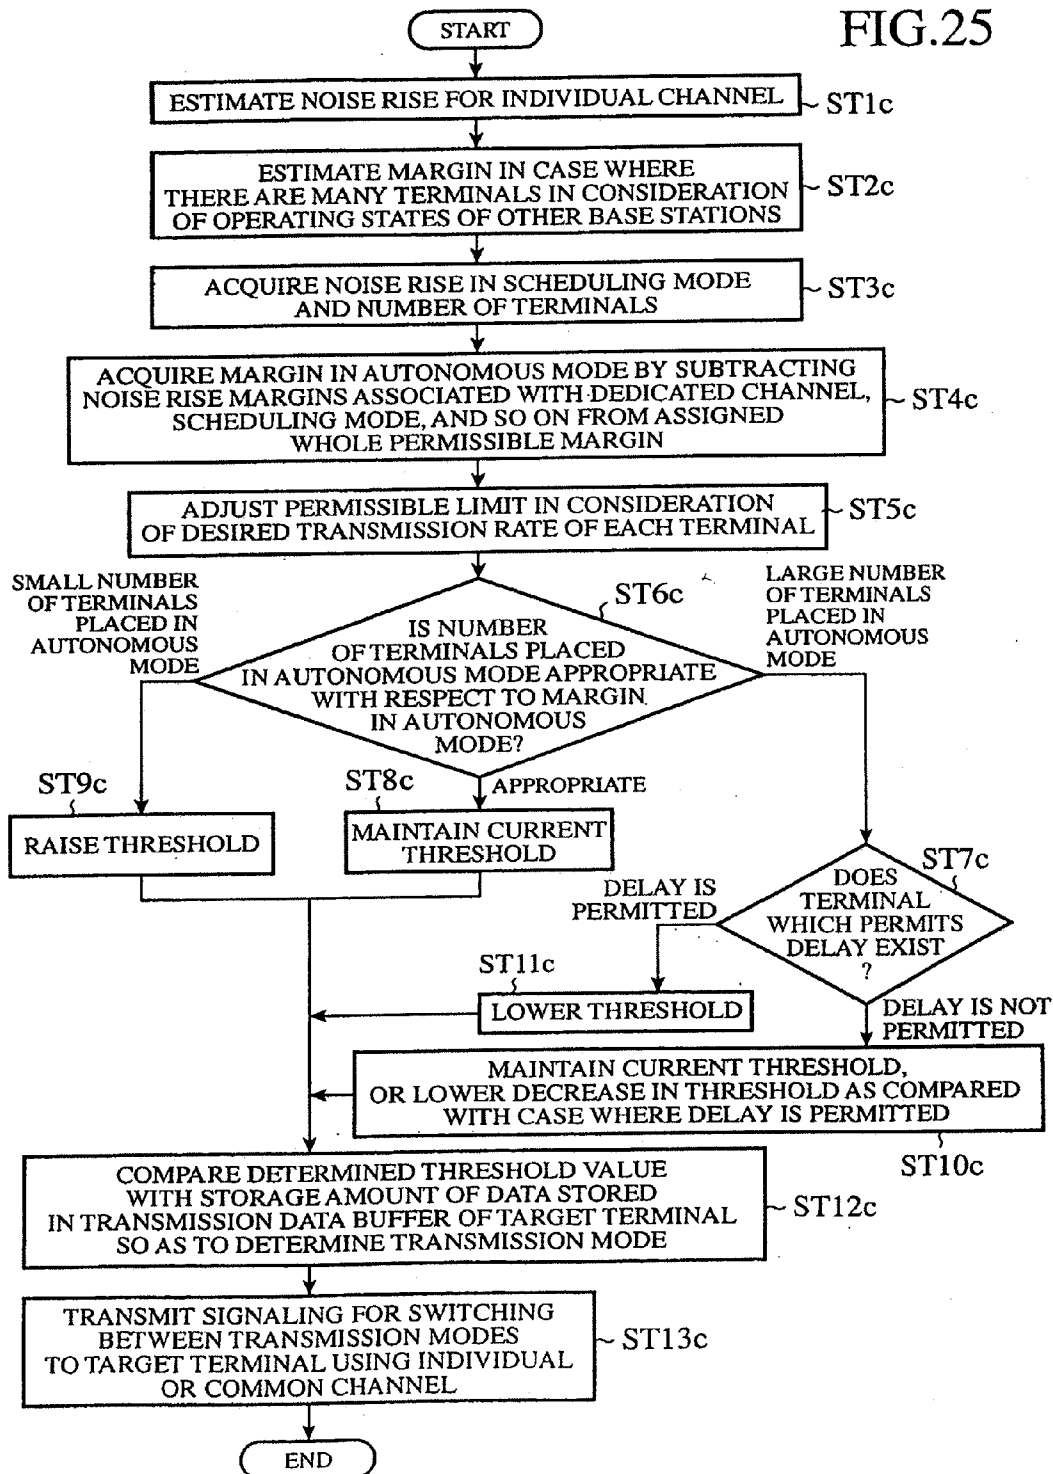 FIG.25
START
ESTIMATE NOISE RISE FOR INDIVIDUAL CHANNEL
ST1c
ESTIMATE MARGIN IN CASE WHERE
THERE ARE MANY TERMINALS IN CONSIDERATION
OF OPERATING STATES OF OTHER BASE STATIONS
ST2c
ACQUIRE NOISE RISE IN SCHEDULING MODE
AND NUMBER OF TERMINALS
ST3c
ACQUIRE MARGIN IN AUTONOMOUS MODE BY SUBTRACTING
NOISE RISE MARGINS ASSOCIATED WITH DEDICATED CHANNEL,
SCHEDULING MODE, AND SO ON FROM ASSIGNED
WHOLE PERMISSIBLE MARGIN
ST4c
ADJUST PERMISSIBLE LIMIT IN CONSIDERATION
OF DESIRED TRANSMISSION RATE OF EACH TERMINAL
ST5c
SMALL NUMBER
OF TERMINALS
PLACED IN
AUTONOMOUS
MODE
ST6c
LARGE NUMBER
OF TERMINALS
PLACED IN
AUTONOMOUS
MODE
IS NUMBER
OF TERMINALS PLACED
IN AUTONOMOUS MODE APPROPRIATE
WITH RESPECT TO MARGIN
IN AUTONOMOUS
MODE?
ST9c
RAISE THRESHOLD
ST8c
APPROPRIATE
MAINTAIN CURRENT
THRESHOLD
ST7c
DOES
TERMINAL
WHICH PERMITS
DELAY EXIST
?
DELAY IS
PERMITTED
ST11c
LOWER THRESHOLD
DELAY IS NOT
PERMITTED
MAINTAIN CURRENT THRESHOLD,
OR LOWER DECREASE IN THRESHOLD AS COMPARED
WITH CASE WHERE DELAY IS PERMITTED
ST10c
COMPARE DETERMINED THRESHOLD VALUE
WITH STORAGE AMOUNT OF DATA STORED
IN TRANSMISSION DATA BUFFER OF TARGET TERMINAL
SO AS TO DETERMINE TRANSMISSION MODE
ST12c
TRANSMIT SIGNALING FOR SWITCHING
BETWEEN TRANSMISSION MODES
TO TARGET TERMINAL USING INDIVIDUAL
OR COMMON CHANNEL
ST13c
END